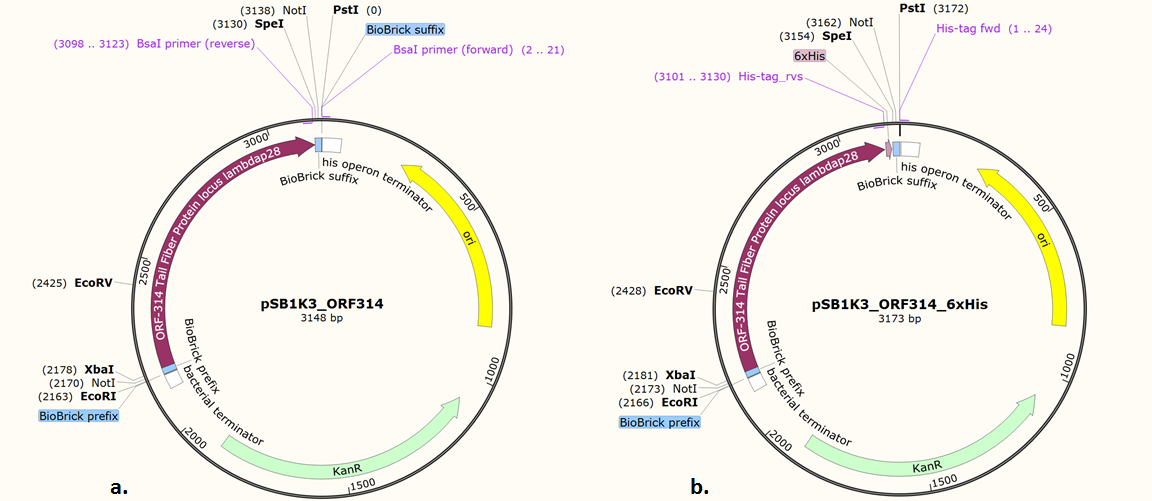 (3138) NotI
PstI (0)
(3130) SpeI
BioBrick suffix
(3098 .. 3123) BsaI primer (reverse)
BsaI primer (forward) (2 .. 21)
3000
his operon terminator
BioBrick suffix
500
ori
ORF-314 Tail Fiber Protein locus lambdap28
2500
(2425) EcoRV
pSB1K3_ORF314
3148 bp
BioBrick prefix
(2178) XbaI
(2170) NotI
(2163) EcoRI
BioBrick prefix
bacterial terminator
1000
2000
KanR
1500
a.
PstI (3172)
(3162) NotI
His-tag fwd (1 .. 24)
(3154) SpeI
6xHis
(3101 .. 3130) His-tag_rvs
3000
his operon terminator
BioBrick suffix
500
ori
ORF-314 Tail Fiber Protein locus lambdap28
2500
(2428) EcoRV
pSB1K3_ORF314_6xHis
3173 bp
BioBrick prefix
(2181) XbaI
(2173) NotI
(2166) EcoRI
BioBrick prefix
bacterial terminator
1000
2000
KanR
1500
b.